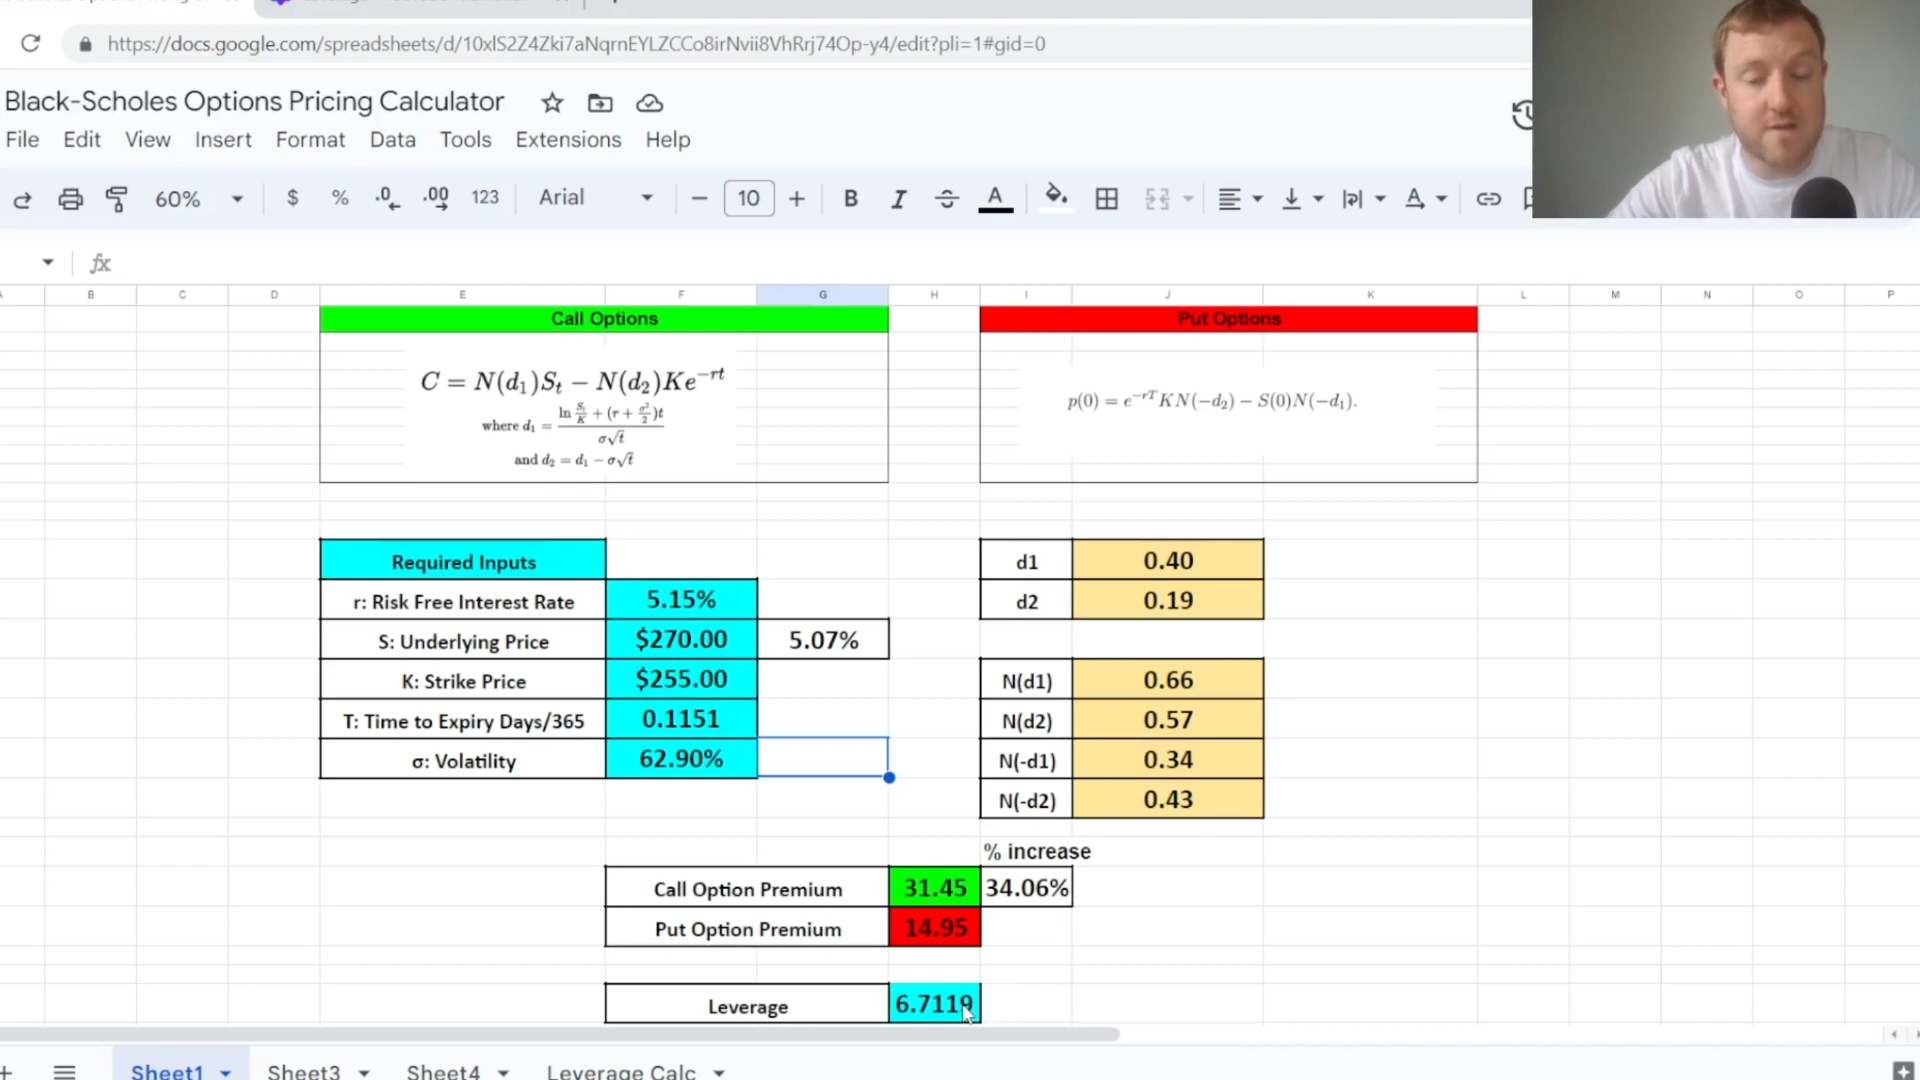 https://docs.google.com/spreadsheets/d/10xlS2Z4Zki7aNqrnEYLZCCo8irNvii8VhRrj74Op-y4/edit?pli=1#gid=0
Black-Scholes Options Pricing Calculator
File Edit View Insert Format Data Tools Extensions Help
60% $ % .0 .00 123 Arial 10 B I A
fx
B C D E F G H I J K L M N O P
Call Options Put Options
C = N(d₁)Sₜ − N(d₂)Ke⁻ʳᵗ
where d₁ = (ln Sₜ/K + (r + σ²/2)t) / σ√t
and d₂ = d₁ − σ√t
p(0) = e⁻ʳᵀKN(−d₂) − S(0)N(−d₁).
Required Inputs
r: Risk Free Interest Rate 5.15%
S: Underlying Price $270.00 5.07%
K: Strike Price $255.00
T: Time to Expiry Days/365 0.1151
σ: Volatility 62.90%
d1 0.40
d2 0.19
N(d1) 0.66
N(d2) 0.57
N(-d1) 0.34
N(-d2) 0.43
% increase
Call Option Premium 31.45 34.06%
Put Option Premium 14.95
Leverage 6.7119
Sheet1 Sheet3 Sheet4 Leverage Calc